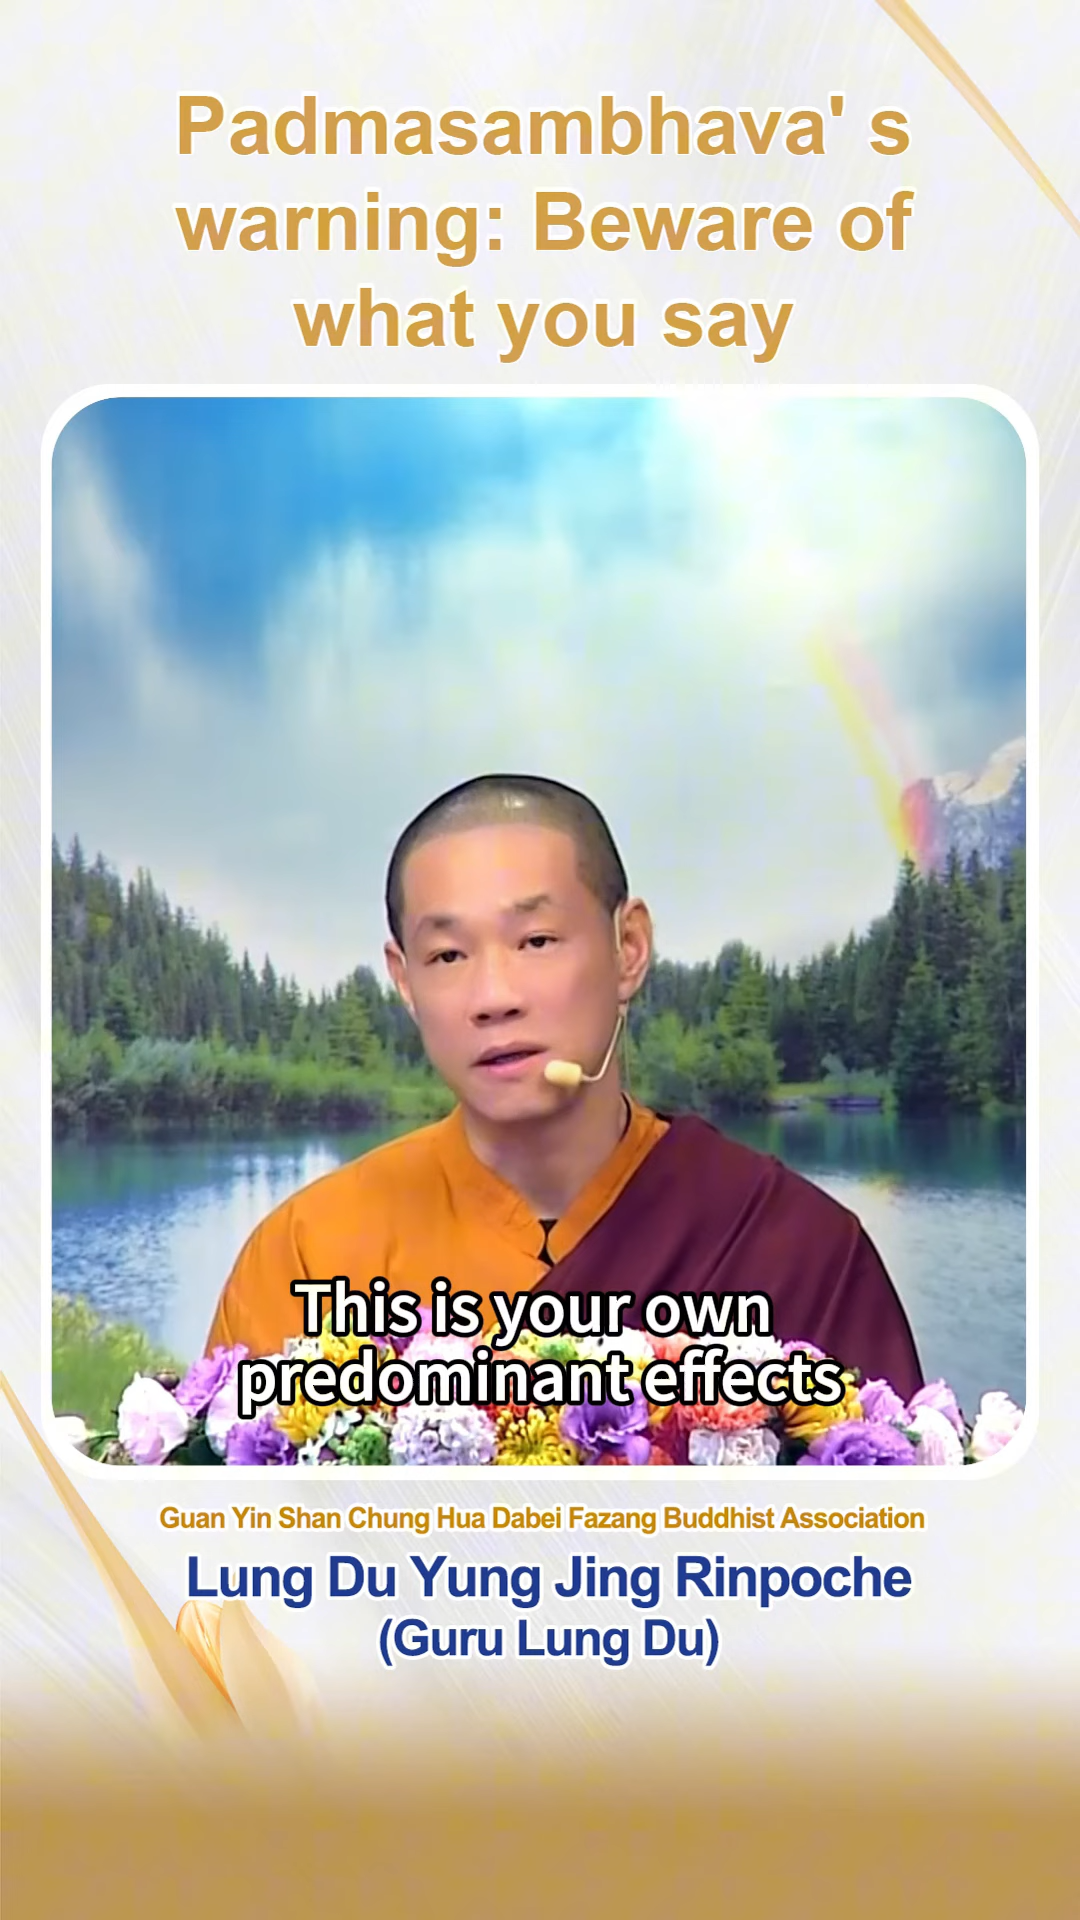 Padmasambhava' s
warning: Beware of
what you say
This is your own
predominant effects
Guan Yin Shan Chung Hua Dabei Fazang Buddhist Association
Lung Du Yung Jing Rinpoche
(Guru Lung Du)